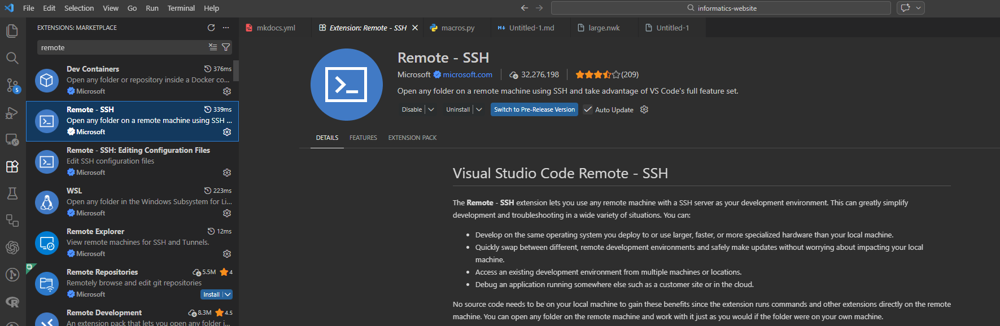 File Edit Selection View Go Run Terminal Help
informatics-website
EXTENSIONS: MARKETPLACE
remote
Dev Containers 376ms
Open any folder or repository inside a Docker co...
Microsoft
Remote - SSH 339ms
Open any folder on a remote machine using SSH ...
Microsoft
Remote - SSH: Editing Configuration Files
Edit SSH configuration files
Microsoft
WSL 223ms
Open any folder in the Windows Subsystem for Li...
Microsoft
Remote Explorer 12ms
View remote machines for SSH and Tunnels.
Microsoft
Remote Repositories 5.5M 4
Remotely browse and edit git repositories
Microsoft Install
Remote Development 8.3M 4.5
An extension pack that lets you open any folder i...
5
mkdocs.yml Extension: Remote - SSH macros.py Untitled-1.md large.nwk Untitled-1
Remote - SSH
Microsoft microsoft.com 32,276,198 (209)
Open any folder on a remote machine using SSH and take advantage of VS Code's full feature set.
Disable Uninstall Switch to Pre-Release Version Auto Update
DETAILS FEATURES EXTENSION PACK
Visual Studio Code Remote - SSH
The Remote - SSH extension lets you use any remote machine with a SSH server as your development environment. This can greatly simplify
development and troubleshooting in a wide variety of situations. You can:
• Develop on the same operating system you deploy to or use larger, faster, or more specialized hardware than your local machine.
• Quickly swap between different, remote development environments and safely make updates without worrying about impacting your local
machine.
• Access an existing development environment from multiple machines or locations.
• Debug an application running somewhere else such as a customer site or in the cloud.
No source code needs to be on your local machine to gain these benefits since the extension runs commands and other extensions directly on the remote
machine. You can open any folder on the remote machine and work with it just as you would if the folder were on your own machine.